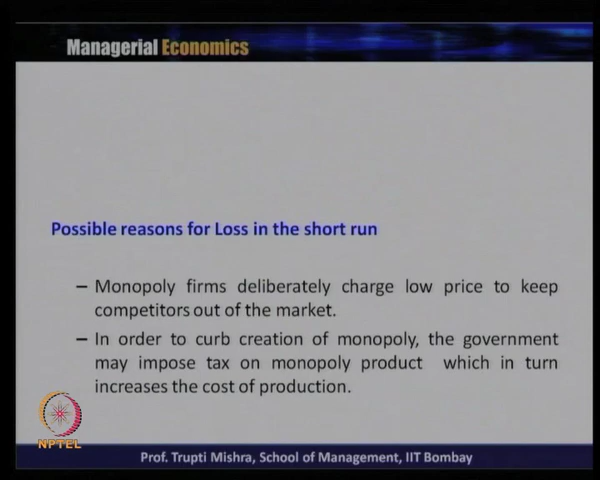 Managerial Economics
Possible reasons for Loss in the short run
– Monopoly firms deliberately charge low price to keep
competitors out of the market.
– In order to curb creation of monopoly, the government
may impose tax on monopoly product which in turn
increases the cost of production.
NPTEL
Prof. Trupti Mishra, School of Management, IIT Bombay